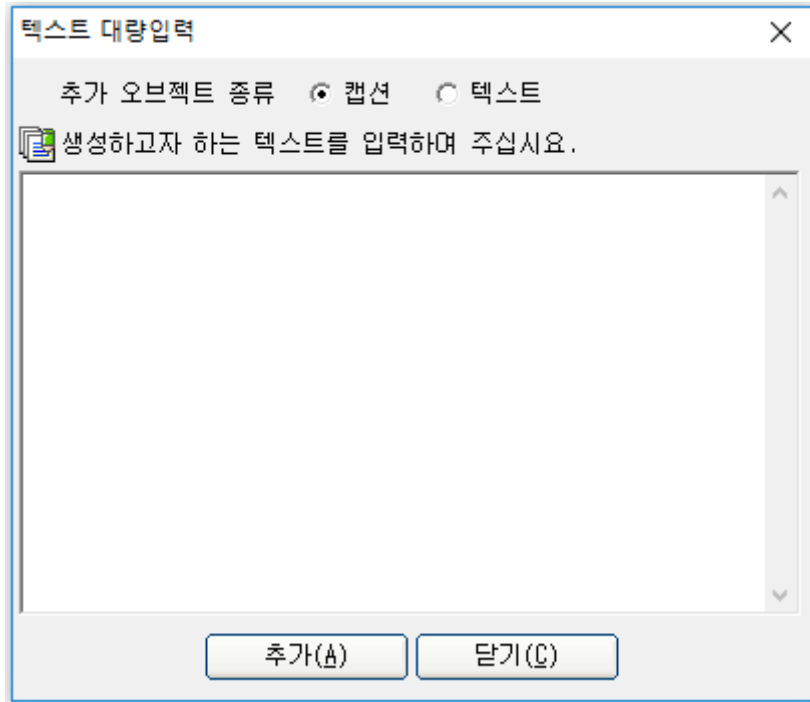 텍스트 대량입력
추가 오브젝트 종류 캡션 텍스트
생성하고자 하는 텍스트를 입력하며 주십시요.
추가(A) 닫기(C)